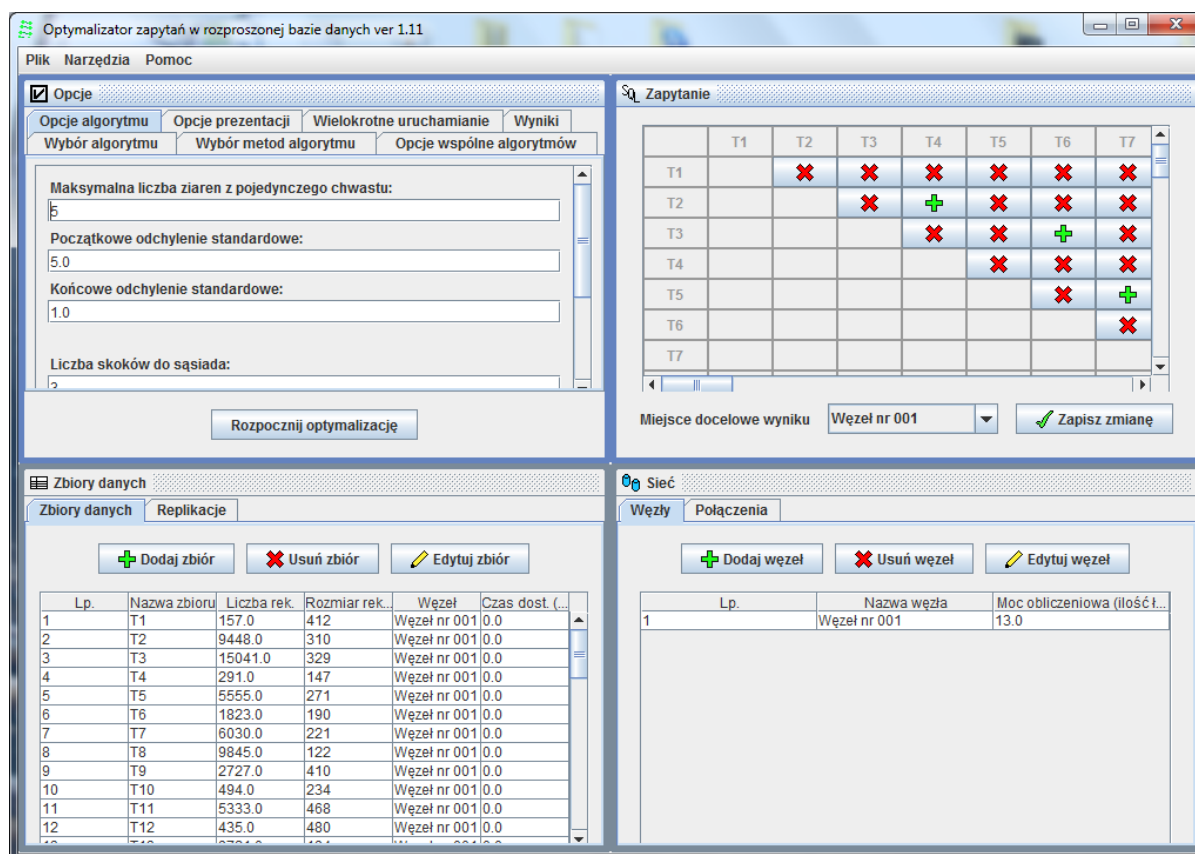 Optymalizator zapytań w rozproszonej bazie danych ver 1.11
Plik Narzędzia Pomoc
Opcje
Opcje algorytmu Opcje prezentacji Wielokrotne uruchamianie Wyniki
Wybór algorytmu Wybór metod algorytmu Opcje wspólne algorytmów
Maksymalna liczba ziaren z pojedynczego chwastu:
5
Początkowe odchylenie standardowe:
5.0
Końcowe odchylenie standardowe:
1.0
Liczba skoków do sąsiada:
Rozpocznij optymalizację
SQL Zapytanie
T1 T2 T3 T4 T5 T6 T7
T1
T2
T3
T4
T5
T6
T7
Miejsce docelowe wyniku Węzeł nr 001 Zapisz zmianę
Zbiory danych
Zbiory danych Replikacje
Dodaj zbiór Usuń zbiór Edytuj zbiór
Lp. Nazwa zbioru Liczba rek. Rozmiar rek... Węzeł Czas dost. (...
1 T1 157.0 412 Węzeł nr 001 0.0
2 T2 9448.0 310 Węzeł nr 001 0.0
3 T3 15041.0 329 Węzeł nr 001 0.0
4 T4 291.0 147 Węzeł nr 001 0.0
5 T5 5555.0 271 Węzeł nr 001 0.0
6 T6 1823.0 190 Węzeł nr 001 0.0
7 T7 6030.0 221 Węzeł nr 001 0.0
8 T8 9845.0 122 Węzeł nr 001 0.0
9 T9 2727.0 410 Węzeł nr 001 0.0
10 T10 494.0 234 Węzeł nr 001 0.0
11 T11 5333.0 468 Węzeł nr 001 0.0
12 T12 435.0 480 Węzeł nr 001 0.0
Sieć
Węzły Połączenia
Dodaj węzeł Usuń węzeł Edytuj węzeł
Lp. Nazwa węzła Moc obliczeniowa (ilość ł...
1 Węzeł nr 001 13.0